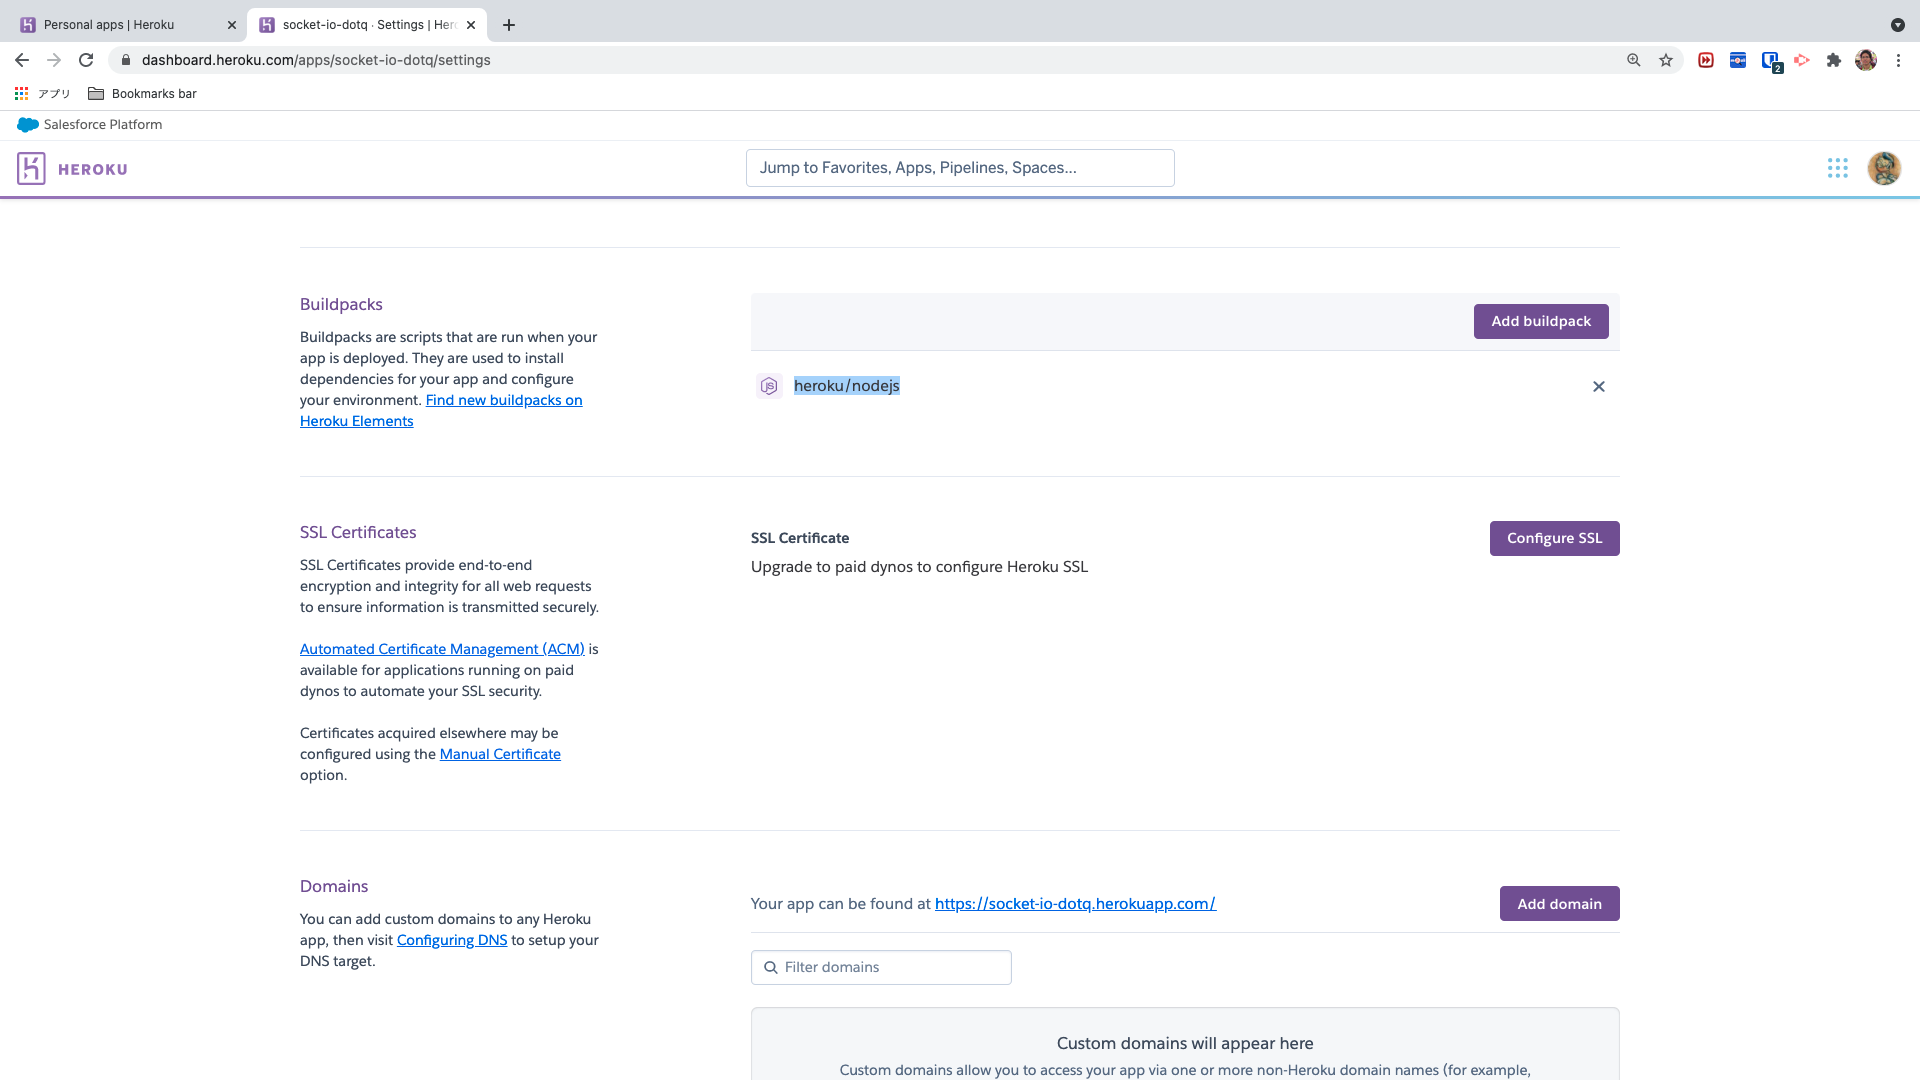 Personal apps | Heroku
socket-io-dotq · Settings | Hero
dashboard.heroku.com/apps/socket-io-dotq/settings
2
アプリ
Bookmarks bar
Salesforce Platform
HEROKU
Jump to Favorites, Apps, Pipelines, Spaces...
Buildpacks
Buildpacks are scripts that are run when your
app is deployed. They are used to install
dependencies for your app and configure
your environment. Find new buildpacks on
Heroku Elements
Add buildpack
heroku/nodejs
SSL Certificates
SSL Certificates provide end-to-end
encryption and integrity for all web requests
to ensure information is transmitted securely.
Automated Certificate Management (ACM) is
available for applications running on paid
dynos to automate your SSL security.
Certificates acquired elsewhere may be
configured using the Manual Certificate
option.
SSL Certificate
Upgrade to paid dynos to configure Heroku SSL
Configure SSL
Domains
You can add custom domains to any Heroku
app, then visit Configuring DNS to setup your
DNS target.
Your app can be found at https://socket-io-dotq.herokuapp.com/
Add domain
Filter domains
Custom domains will appear here
Custom domains allow you to access your app via one or more non-Heroku domain names (for example,